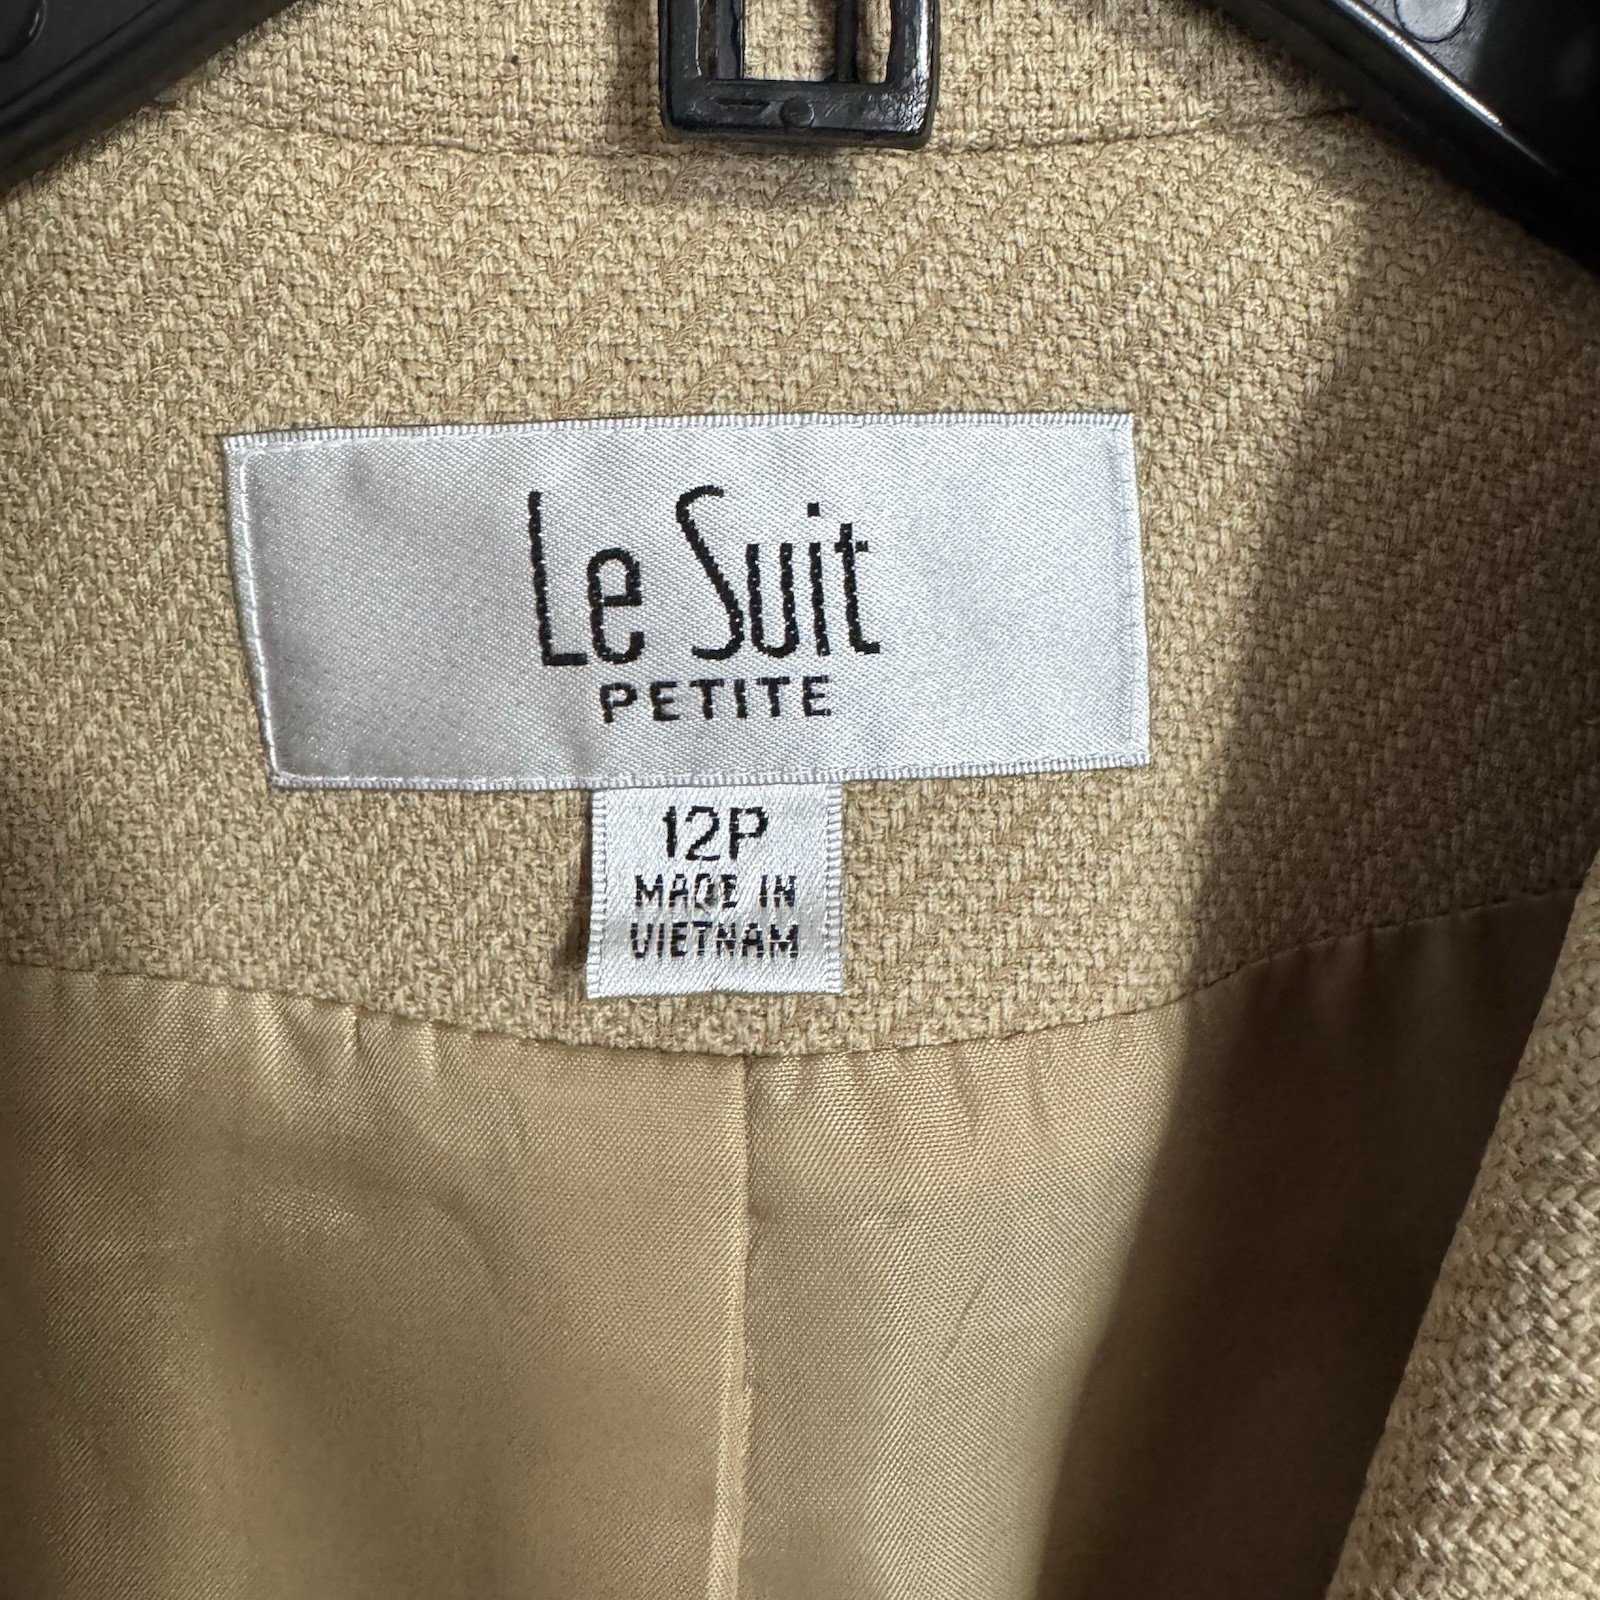 Le Suit
PETITE
12P
MADE IN
VIETNAM